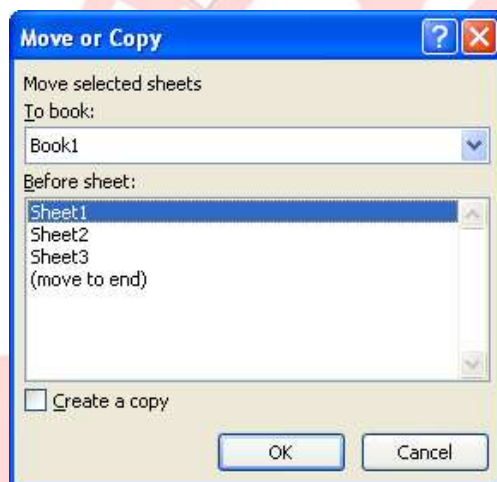 Move or Copy
Move selected sheets
To book:
Book1
Before sheet:
Sheet1
Sheet2
Sheet3
(move to end)
Create a copy
OK Cancel